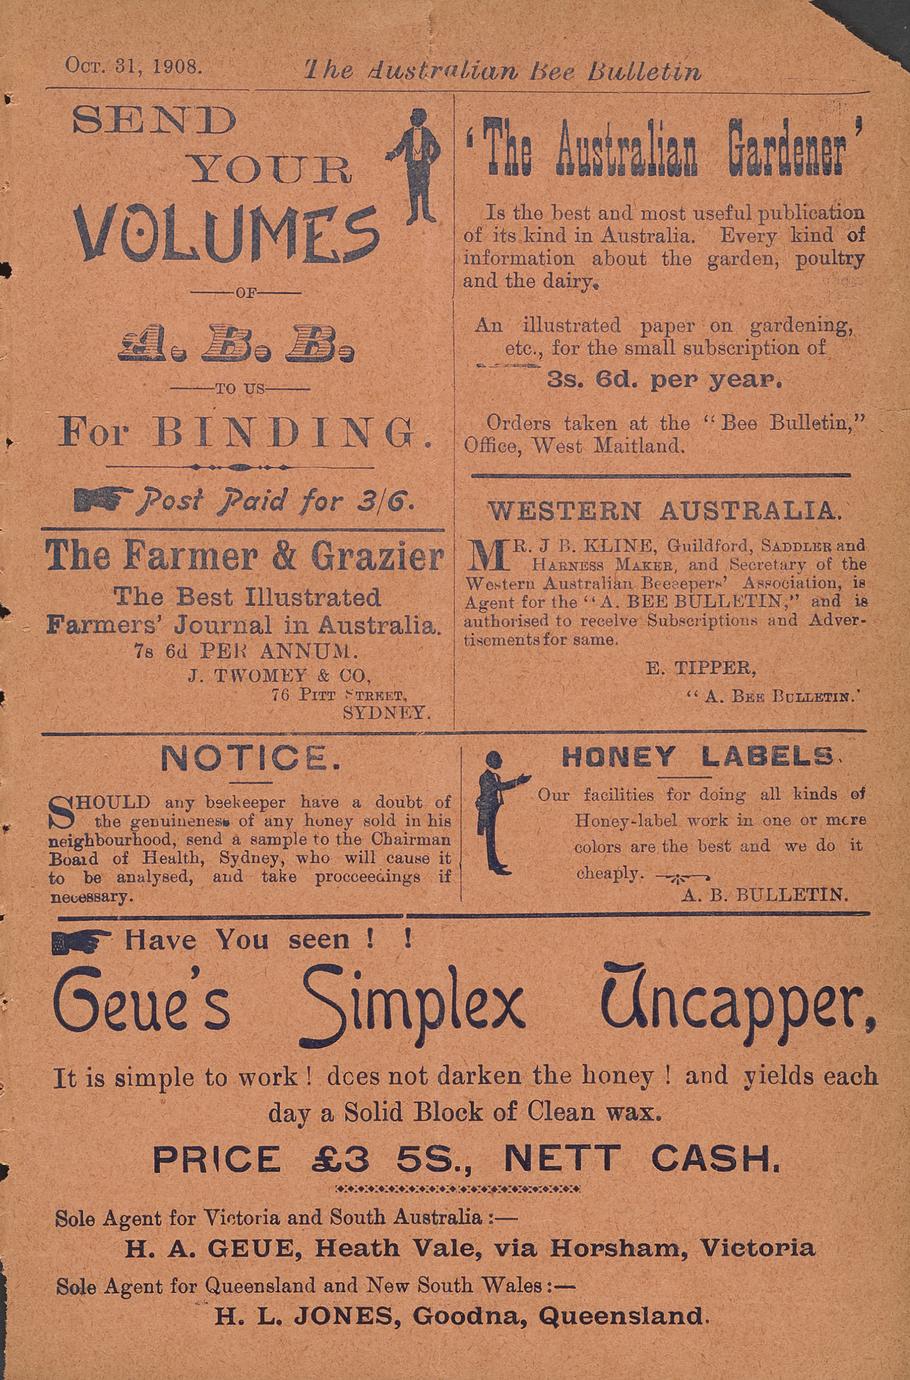 Oct. 31, 1908.
The Australian Bee Bulletin
SEND
YOUR
VOLUMES
OF
A. B. B.
TO US
For BINDING.
Post Paid for 3/6.
The Farmer & Grazier
The Best Illustrated
Farmers' Journal in Australia.
7s 6d PER ANNUM.
J. TWOMEY & CO,
76 Pitt Street,
SYDNEY.
'The Australian Gardener'
Is the best and most useful publication
of its kind in Australia. Every kind of
information about the garden, poultry
and the dairy.
An illustrated paper on gardening,
etc., for the small subscription of
3s. 6d. per year.
Orders taken at the "Bee Bulletin,"
Office, West Maitland.
WESTERN AUSTRALIA.
MR. J B. KLINE, Guildford, Saddler and
Harness Maker, and Secretary of the
Western Australian Beekeepers' Association, is
Agent for the "A. BEE BULLETIN," and is
authorised to receive Subscriptions and Adver-
tisements for same.
E. TIPPER,
"A. Bee Bulletin.'
NOTICE.
SHOULD any beekeeper have a doubt of
the genuineness of any honey sold in his
neighbourhood, send a sample to the Chairman
Board of Health, Sydney, who will cause it
to be analysed, and take procceedings if
necessary.
HONEY LABELS.
Our facilities for doing all kinds of
Honey-label work in one or more
colors are the best and we do it
cheaply.
A. B. BULLETIN.
Have You seen ! !
Geue's Simplex Uncapper,
It is simple to work ! does not darken the honey ! and yields each
day a Solid Block of Clean wax.
PRICE £3 5S., NETT CASH.
Sole Agent for Victoria and South Australia :—
H. A. GEUE, Heath Vale, via Horsham, Victoria
Sole Agent for Queensland and New South Wales :—
H. L. JONES, Goodna, Queensland.